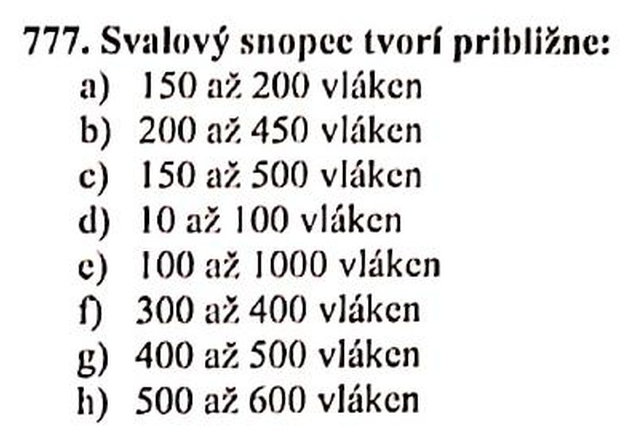 777. Svalový snopec tvorí približne:
a) 150 až 200 vláken
b) 200 až 450 vláken
c) 150 až 500 vláken
d) 10 až 100 vláken
e) 100 až 1000 vláken
f) 300 až 400 vláken
g) 400 až 500 vláken
h) 500 až 600 vláken